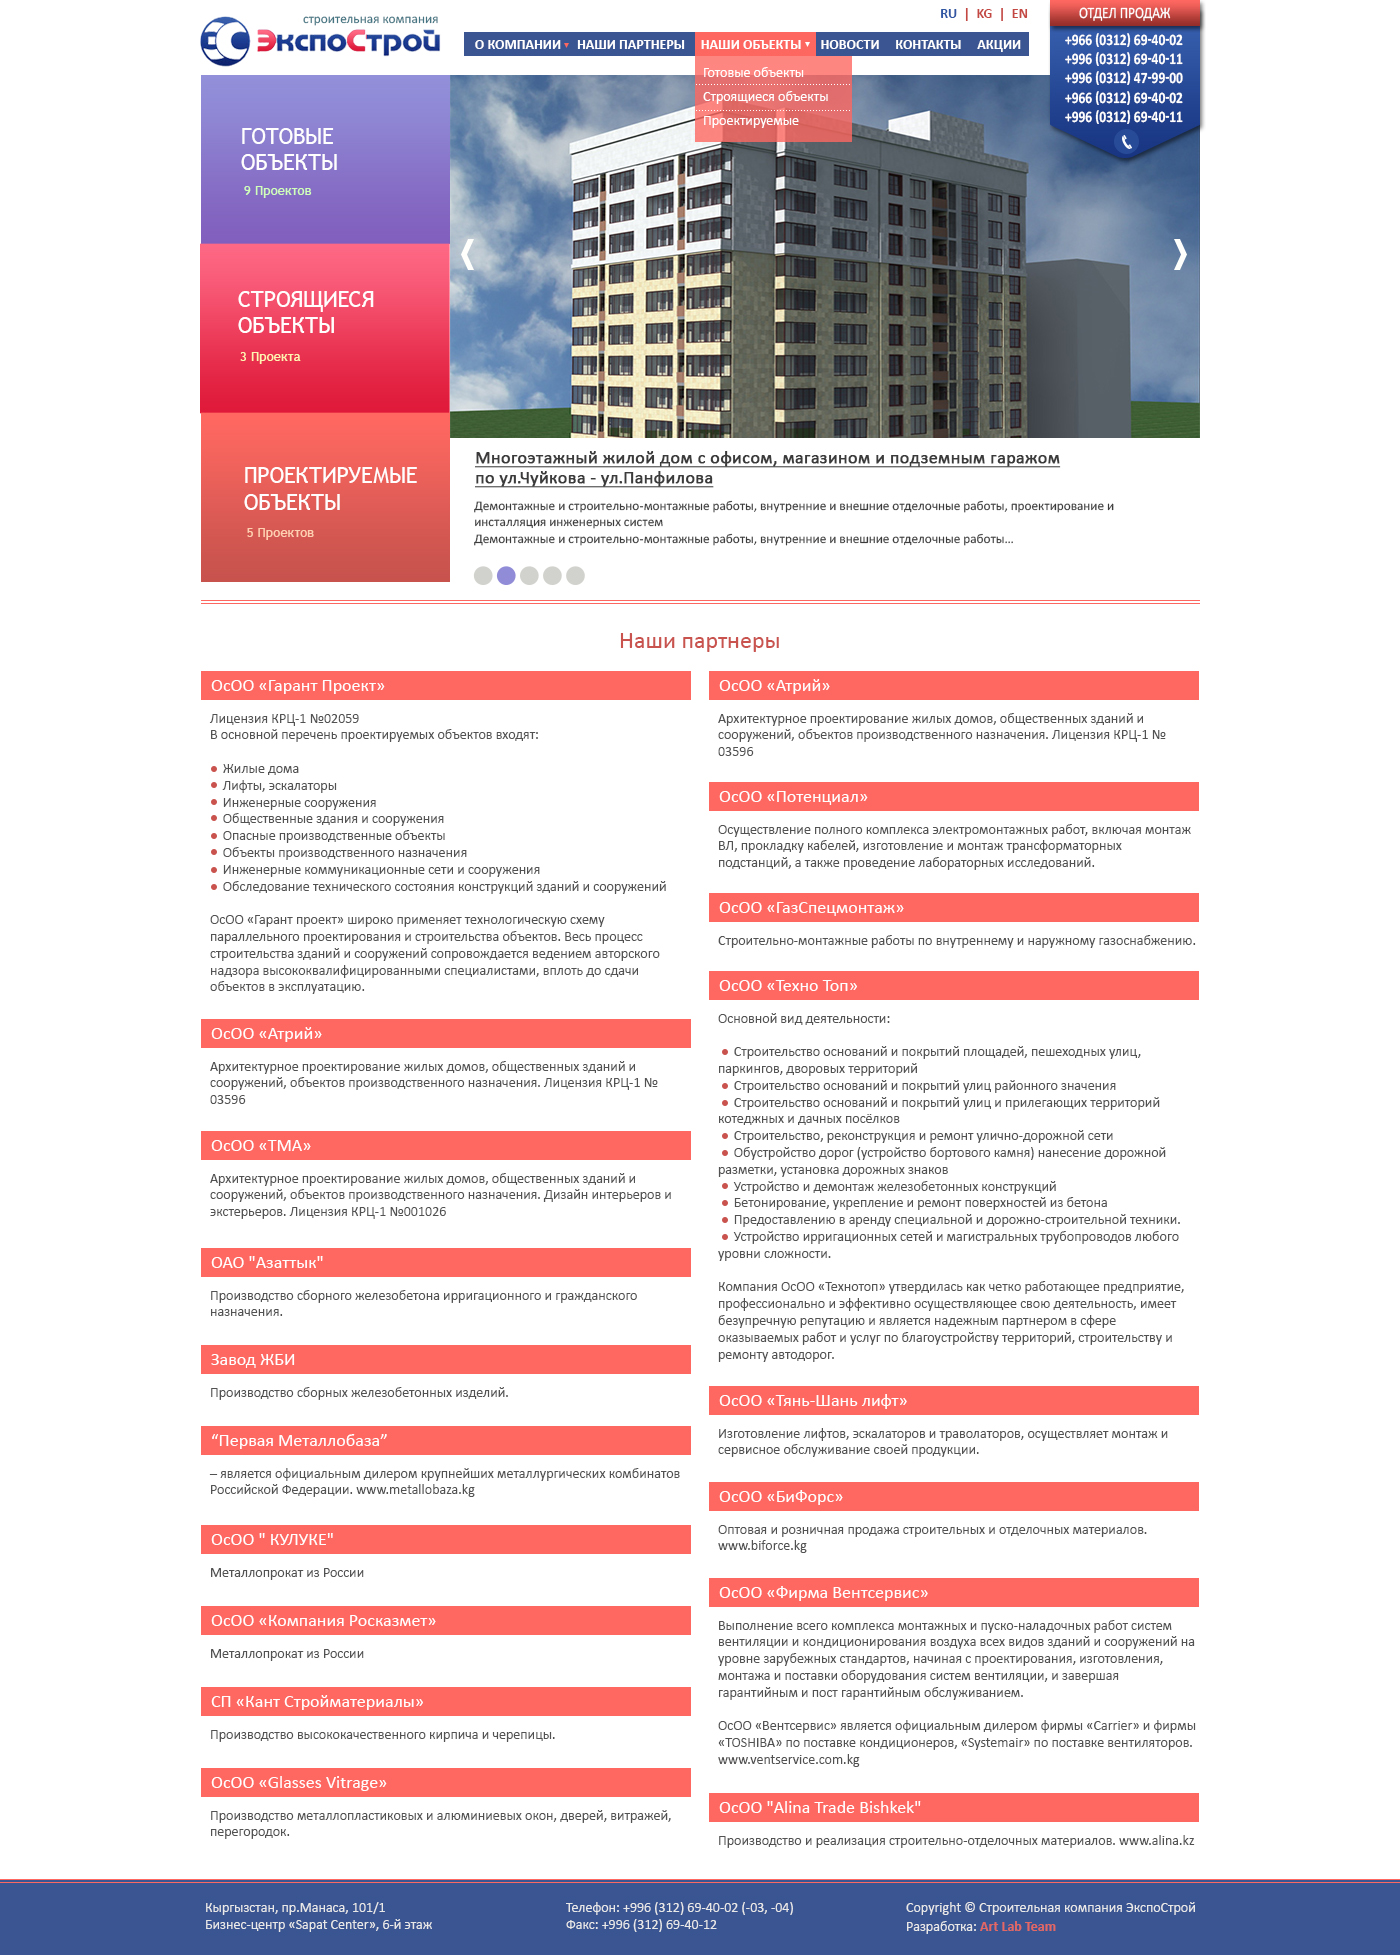 строительная компания
ЭкспоСтрой
RU | KG | EN
О КОМПАНИИ НАШИ ПАРТНЕРЫ НАШИ ОБЪЕКТЫ НОВОСТИ КОНТАКТЫ АКЦИИ
Готовые объекты
Строящиеся объекты
Проектируемые
ОТДЕЛ ПРОДАЖ
+966 (0312) 69-40-02
+996 (0312) 69-40-11
+996 (0312) 47-99-00
+966 (0312) 69-40-02
+996 (0312) 69-40-11
ГОТОВЫЕ
ОБЪЕКТЫ
9 Проектов
СТРОЯЩИЕСЯ
ОБЪЕКТЫ
3 Проекта
ПРОЕКТИРУЕМЫЕ
ОБЪЕКТЫ
5 Проектов
Многоэтажный жилой дом с офисом, магазином и подземным гаражом
по ул.Чуйкова - ул.Панфилова
Демонтажные и строительно-монтажные работы, внутренние и внешние отделочные работы, проектирование и
инсталляция инженерных систем
Демонтажные и строительно-монтажные работы, внутренние и внешние отделочные работы...
Наши партнеры
ОсОО «Гарант Проект»
Лицензия КРЦ-1 №02059
В основной перечень проектируемых объектов входят:
• Жилые дома
• Лифты, эскалаторы
• Инженерные сооружения
• Общественные здания и сооружения
• Опасные производственные объекты
• Объекты производственного назначения
• Инженерные коммуникационные сети и сооружения
• Обследование технического состояния конструкций зданий и сооружений
ОсОО «Гарант проект» широко применяет технологическую схему
параллельного проектирования и строительства объектов. Весь процесс
строительства зданий и сооружений сопровождается ведением авторского
надзора высококвалифицированными специалистами, вплоть до сдачи
объектов в эксплуатацию.
ОсОО «Атрий»
Архитектурное проектирование жилых домов, общественных зданий и
сооружений, объектов производственного назначения. Лицензия КРЦ-1 №
03596
ОсОО «ТМА»
Архитектурное проектирование жилых домов, общественных зданий и
сооружений, объектов производственного назначения. Дизайн интерьеров и
экстерьеров. Лицензия КРЦ-1 №001026
ОАО "Азаттык"
Производство сборного железобетона ирригационного и гражданского
назначения.
Завод ЖБИ
Производство сборных железобетонных изделий.
“Первая Металлобаза”
– является официальным дилером крупнейших металлургических комбинатов
Российской Федерации. www.metallobaza.kg
ОсОО " КУЛУКЕ"
Металлопрокат из России
ОсОО «Компания Росказмет»
Металлопрокат из России
СП «Кант Стройматериалы»
Производство высококачественного кирпича и черепицы.
ОсОО «Glasses Vitrage»
Производство металлопластиковых и алюминиевых окон, дверей, витражей,
перегородок.
ОсОО «Атрий»
Архитектурное проектирование жилых домов, общественных зданий и
сооружений, объектов производственного назначения. Лицензия КРЦ-1 №
03596
ОсОО «Потенциал»
Осуществление полного комплекса электромонтажных работ, включая монтаж
ВЛ, прокладку кабелей, изготовление и монтаж трансформаторных
подстанций, а также проведение лабораторных исследований.
ОсОО «ГазСпецмонтаж»
Строительно-монтажные работы по внутреннему и наружному газоснабжению.
ОсОО «Техно Топ»
Основной вид деятельности:
• Строительство оснований и покрытий площадей, пешеходных улиц,
паркингов, дворовых территорий
• Строительство оснований и покрытий улиц районного значения
• Строительство оснований и покрытий улиц и прилегающих территорий
котеджных и дачных посёлков
• Строительство, реконструкция и ремонт улично-дорожной сети
• Обустройство дорог (устройство бортового камня) нанесение дорожной
разметки, установка дорожных знаков
• Устройство и демонтаж железобетонных конструкций
• Бетонирование, укрепление и ремонт поверхностей из бетона
• Предоставлению в аренду специальной и дорожно-строительной техники.
• Устройство ирригационных сетей и магистральных трубопроводов любого
уровни сложности.
Компания ОсОО «Технотоп» утвердилась как четко работающее предприятие,
профессионально и эффективно осуществляющее свою деятельность, имеет
безупречную репутацию и является надежным партнером в сфере
оказываемых работ и услуг по благоустройству территорий, строительству и
ремонту автодорог.
ОсОО «Тянь-Шань лифт»
Изготовление лифтов, эскалаторов и траволаторов, осуществляет монтаж и
сервисное обслуживание своей продукции.
ОсОО «БиФорс»
Оптовая и розничная продажа строительных и отделочных материалов.
www.biforce.kg
ОсОО «Фирма Вентсервис»
Выполнение всего комплекса монтажных и пуско-наладочных работ систем
вентиляции и кондиционирования воздуха всех видов зданий и сооружений на
уровне зарубежных стандартов, начиная с проектирования, изготовления,
монтажа и поставки оборудования систем вентиляции, и завершая
гарантийным и пост гарантийным обслуживанием.
ОсОО «Вентсервис» является официальным дилером фирмы «Carrier» и фирмы
«TOSHIBA» по поставке кондиционеров, «Systemair» по поставке вентиляторов.
www.ventservice.com.kg
ОсОО "Alina Trade Bishkek"
Производство и реализация строительно-отделочных материалов. www.alina.kz
Кыргызстан, пр.Манаса, 101/1
Бизнес-центр «Sapat Center», 6-й этаж
Телефон: +996 (312) 69-40-02 (-03, -04)
Факс: +996 (312) 69-40-12
Copyright © Строительная компания ЭкспоСтрой
Разработка: Art Lab Team